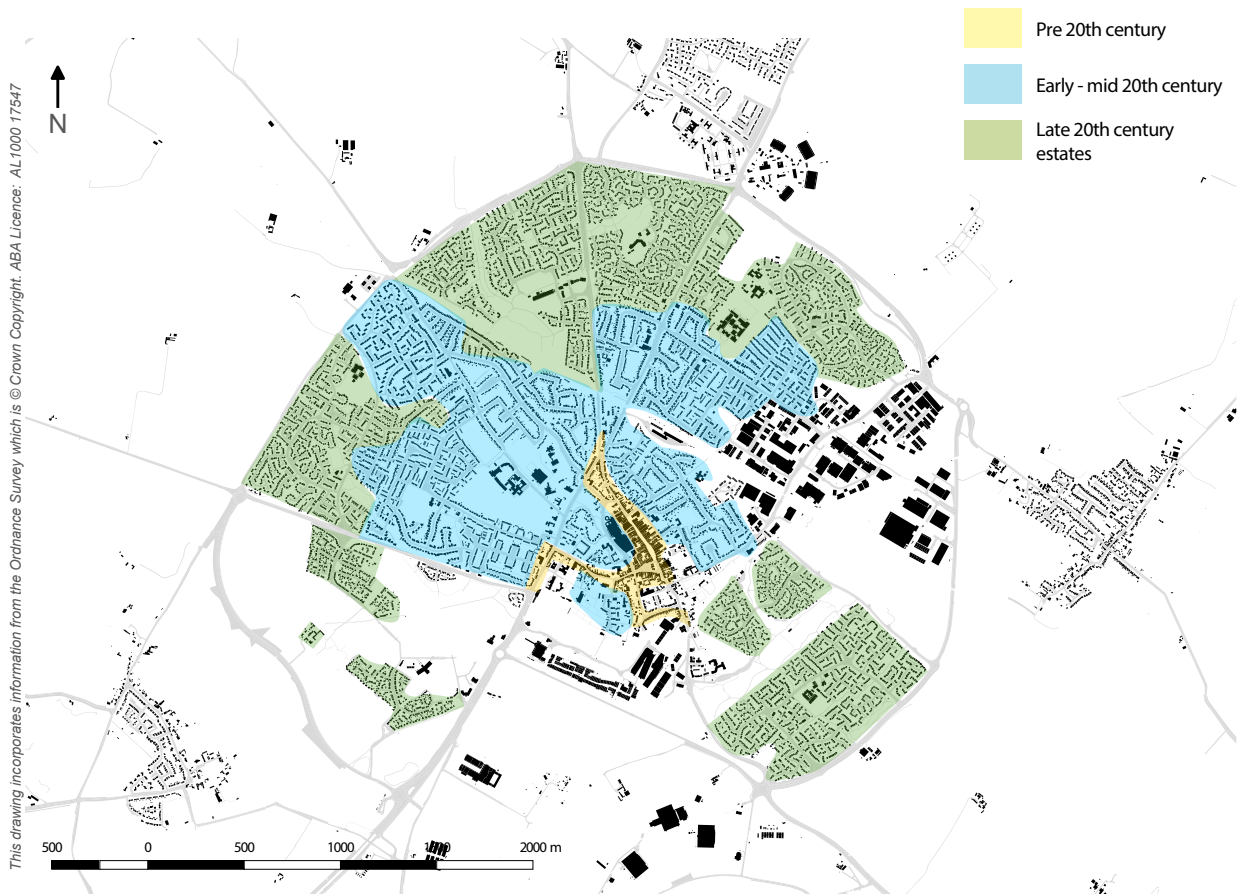 Pre 20th century
Early - mid 20th century
Late 20th century
estates
N
This drawing incorporates information from the Ordnance Survey which is © Crown Copyright. ABA Licence: AL1000 17547
500 0 500 1000 2000 m